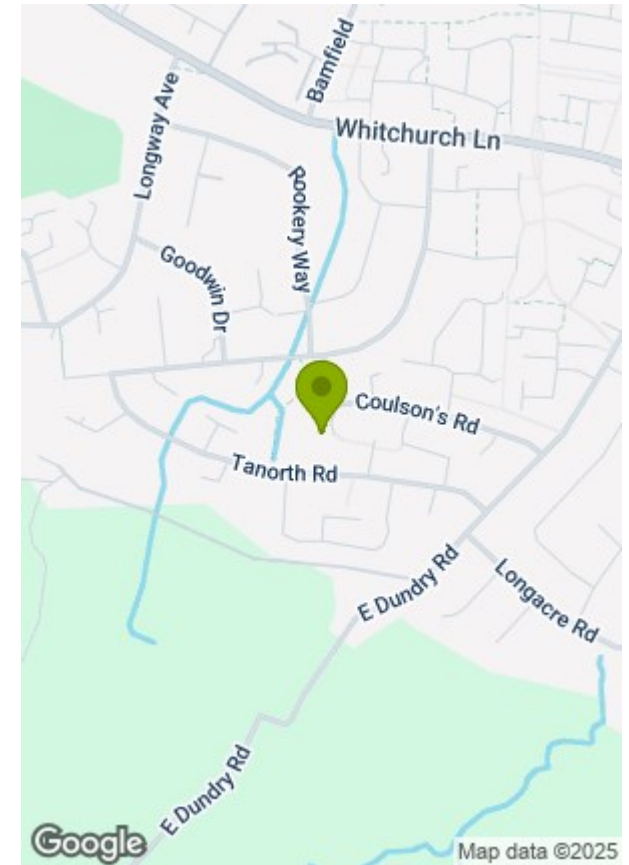 Bamfield
Longway Ave
Whitchurch Ln
Rookery Way
Goodwin Dr
Coulson's Rd
Tanorth Rd
E Dundry Rd
Longacre Rd
E Dundry Rd
Google
Map data ©2025